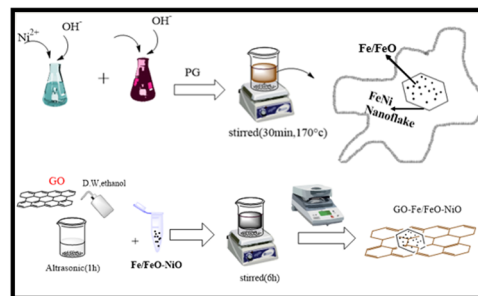 Ni2+
OH-
OH-
+
PG
stirred(30min,170°c)
Fe/FeO
FeNi
Nanoflake
GO
D.W,ethanol
Altrasonic(1h)
+
Fe/FeO-NiO
stirred(6h)
GO-Fe/FeO-NiO